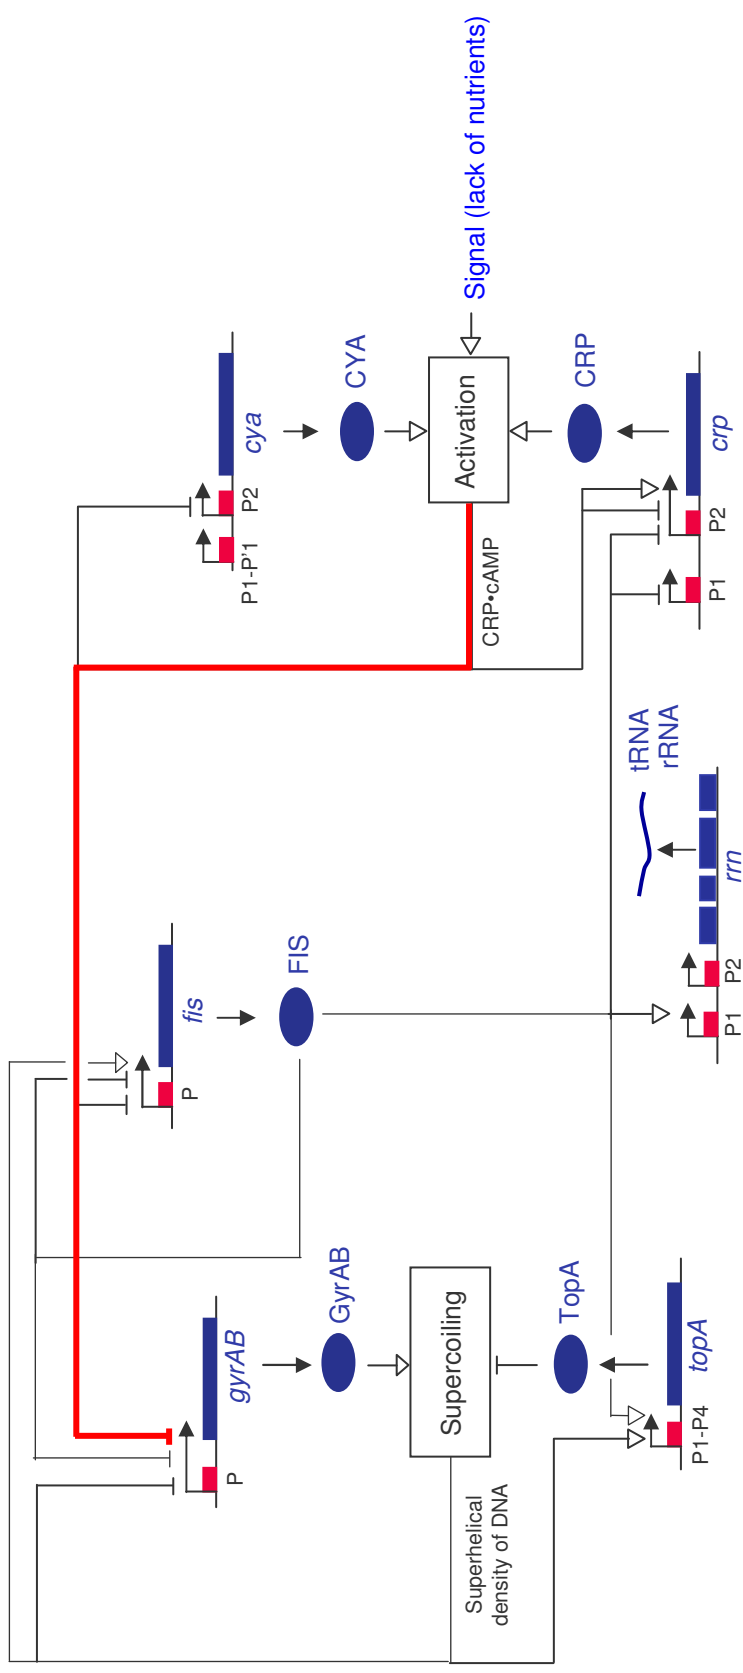 gyrAB
P
GyrAB
Supercoiling
Superhelical
density of DNA
TopA
topA
P1-P4
fis
P
FIS
tRNA
rRNA
rrn
P1
P2
cya
P1-P'1
P2
CYA
Activation
CRP•cAMP
Signal (lack of nutrients)
CRP
crp
P1
P2